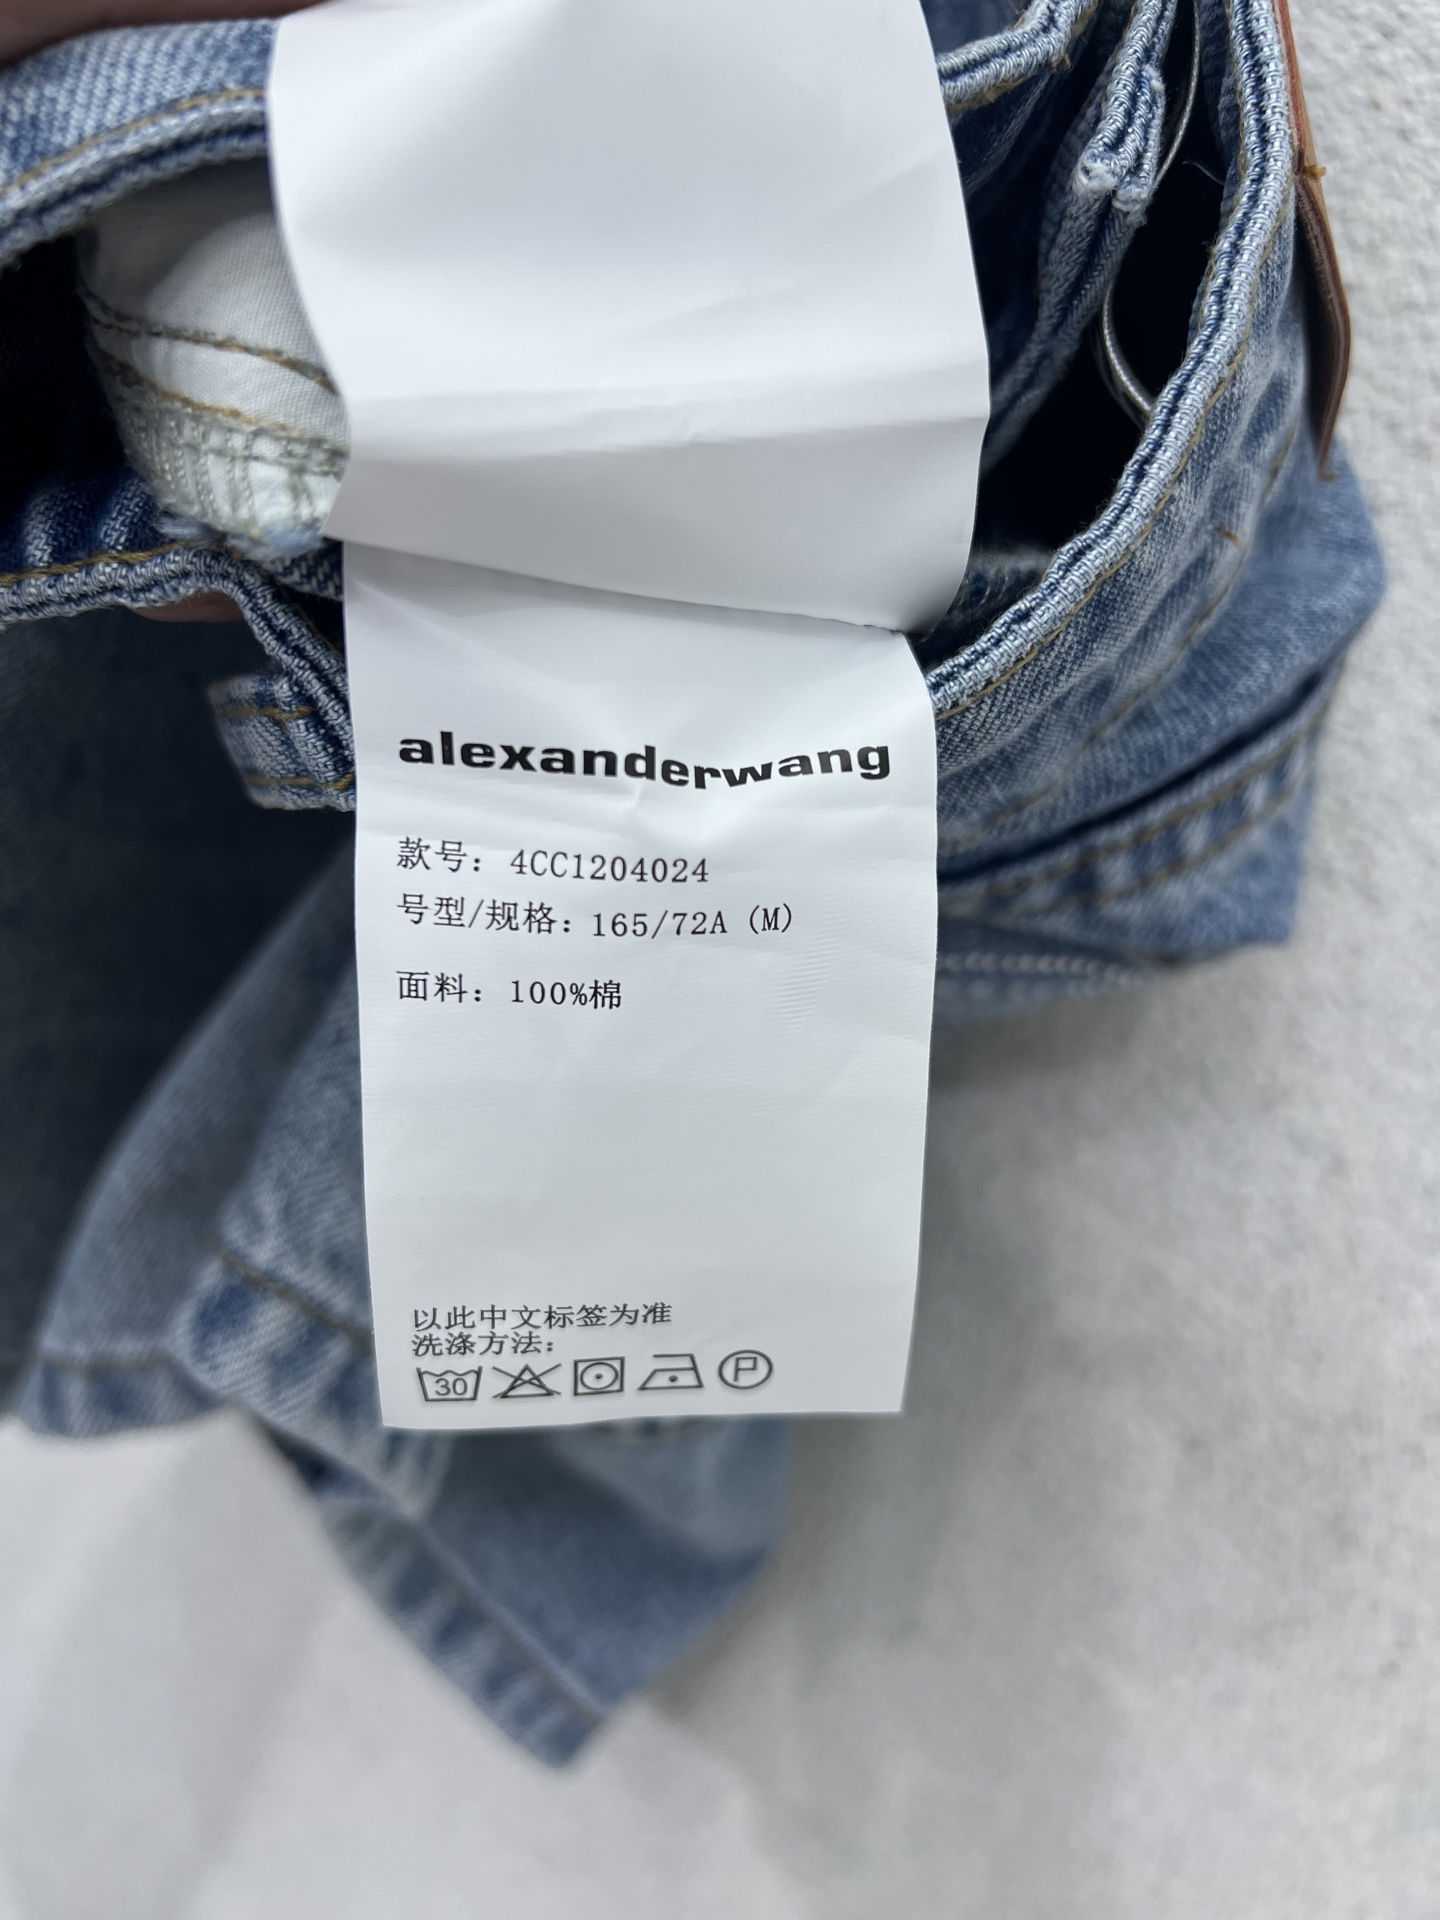 alexanderwang
款号：4CC1204024
号型/规格：165/72A (M)
面料：100%棉
以此中文标签为准
洗涤方法：
30 P